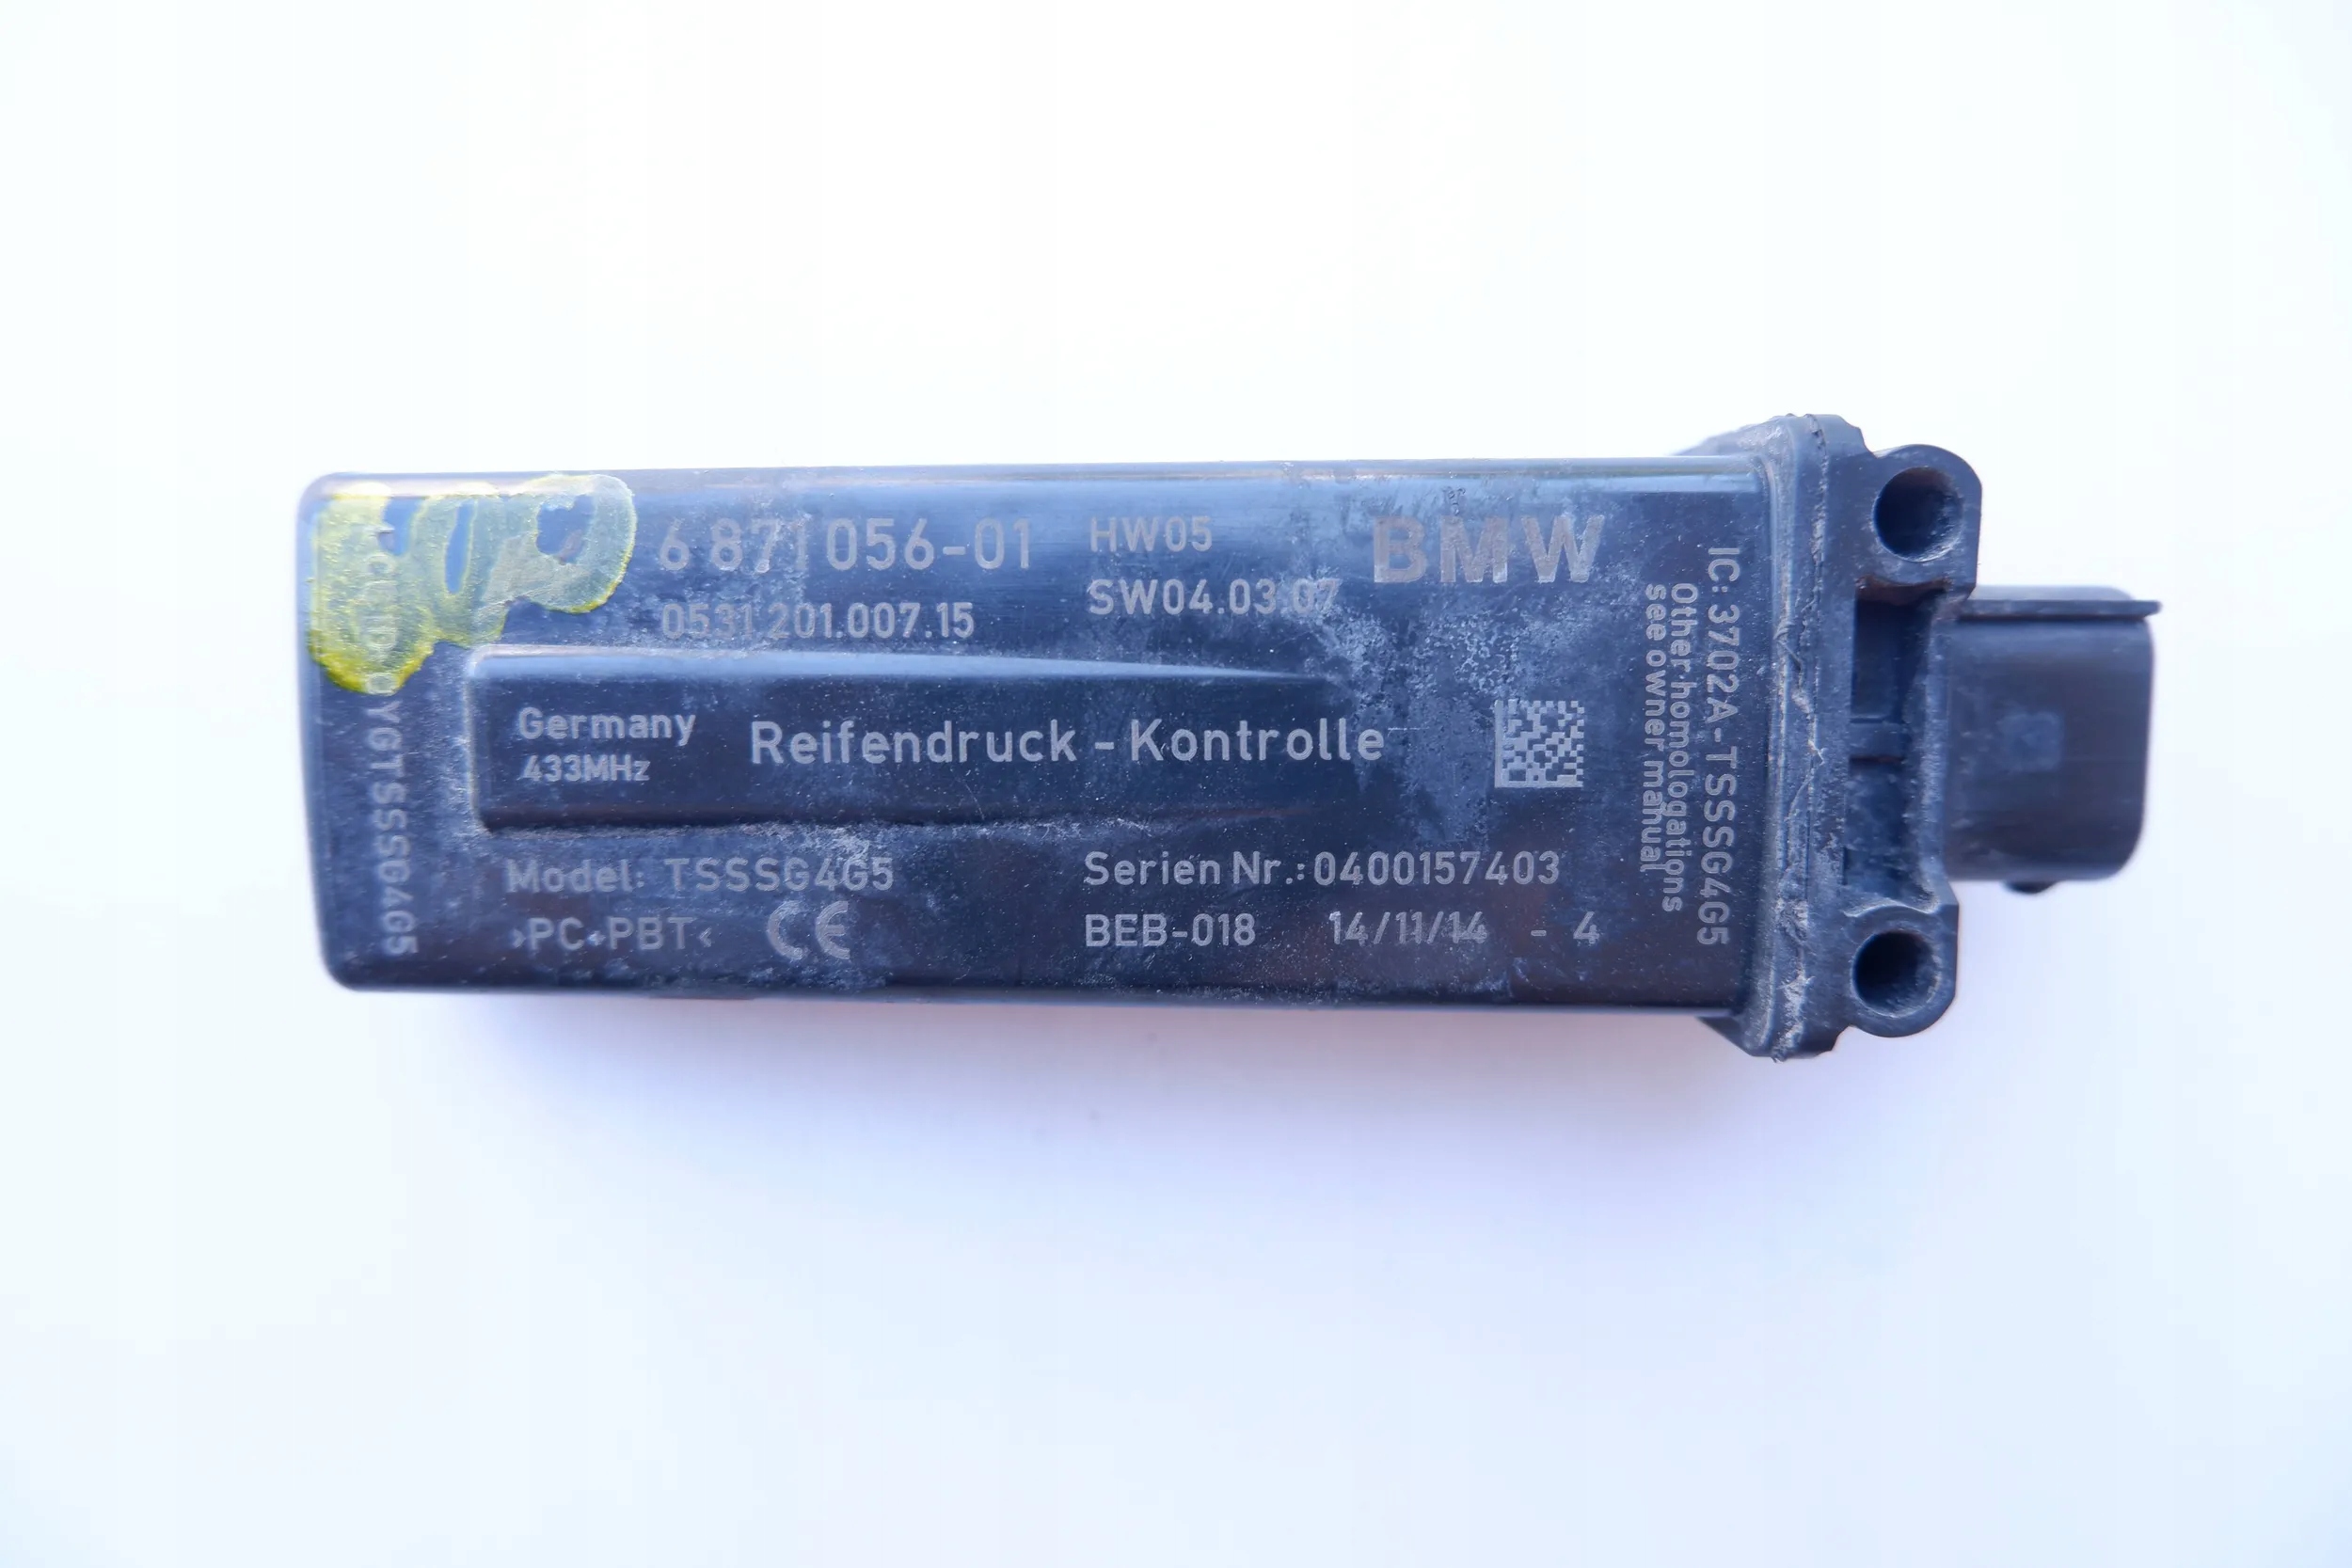 6 871 056-01
HW05
BMW
0531.201.007.15
SW04.03.07
Germany
433MHz
Reifendruck - Kontrolle
Model: TSSSG4G5
Serien Nr.:0400157403
>PC+PBT< CE
BEB-018 14/11/14 - 4
IC: 3702A-TSSSG4G5
Other homologations
see owner manual
YGTSSSG4G5